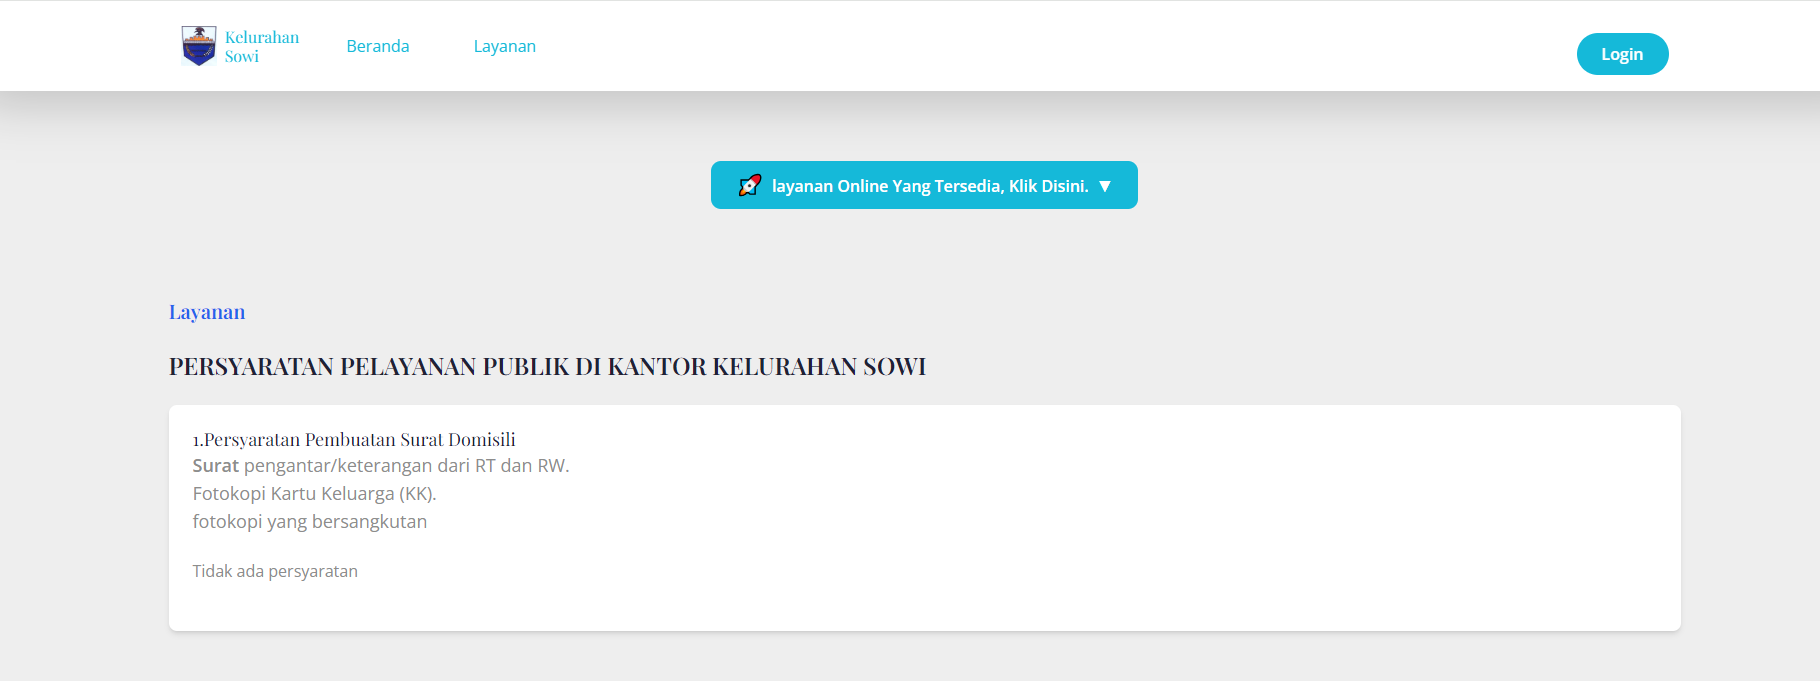 Kelurahan
Sowi
Beranda
Layanan
Login
layanan Online Yang Tersedia, Klik Disini. ▼
Layanan
PERSYARATAN PELAYANAN PUBLIK DI KANTOR KELURAHAN SOWI
1.Persyaratan Pembuatan Surat Domisili
Surat pengantar/keterangan dari RT dan RW.
Fotokopi Kartu Keluarga (KK).
fotokopi yang bersangkutan
Tidak ada persyaratan